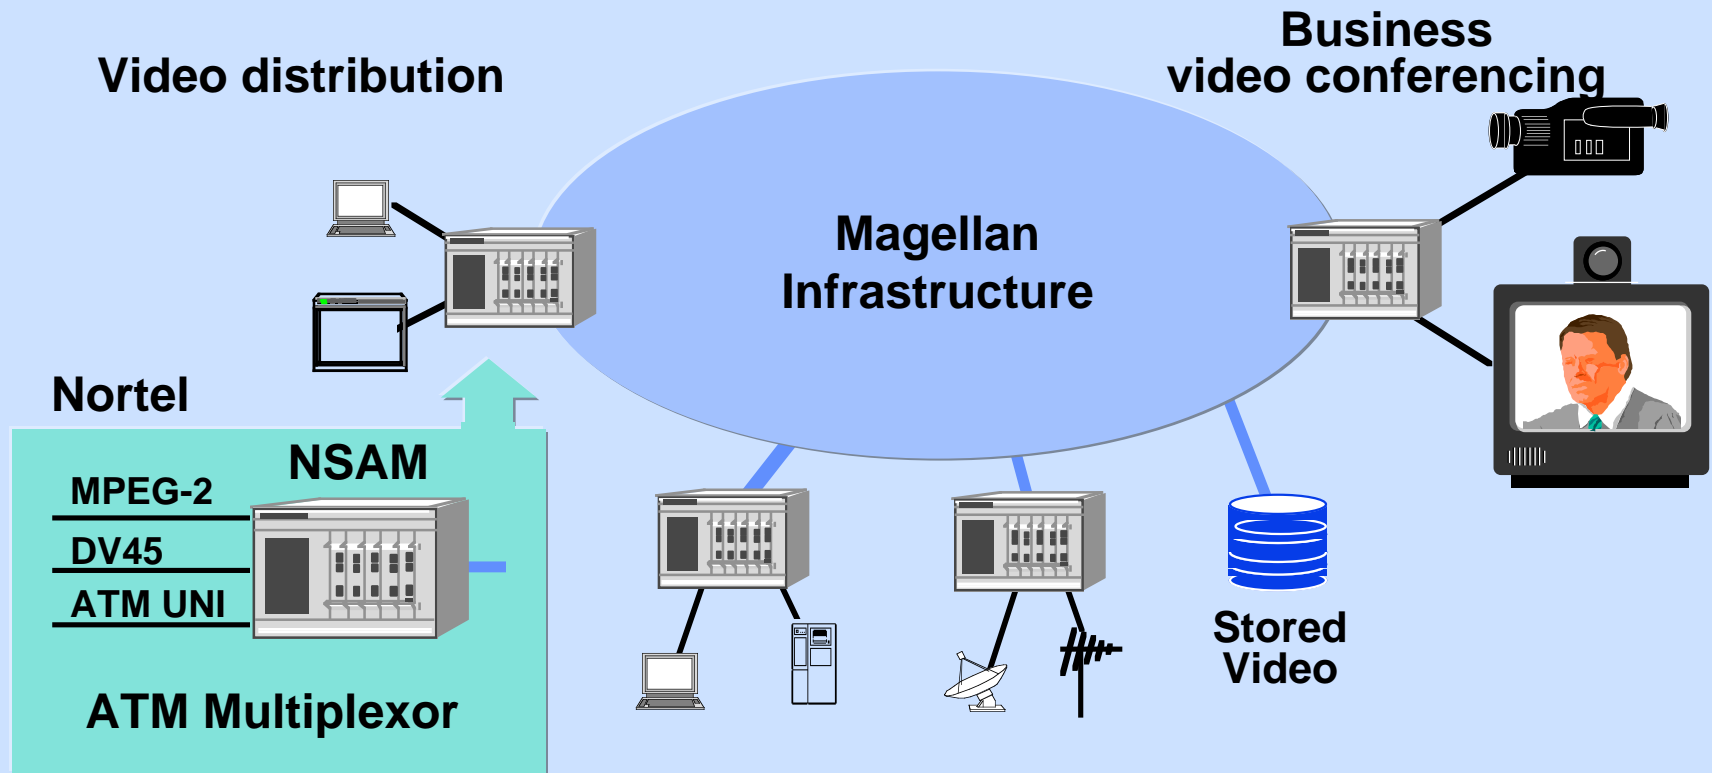 Video distribution
Business
video conferencing
Magellan
Infrastructure
Nortel
NSAM
MPEG-2
DV45
ATM UNI
ATM Multiplexor
Stored
Video